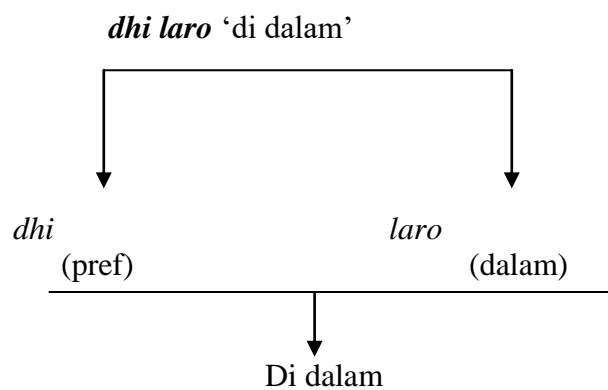 dhi laro ‘di dalam’
dhi laro
(pref) (dalam)
Di dalam